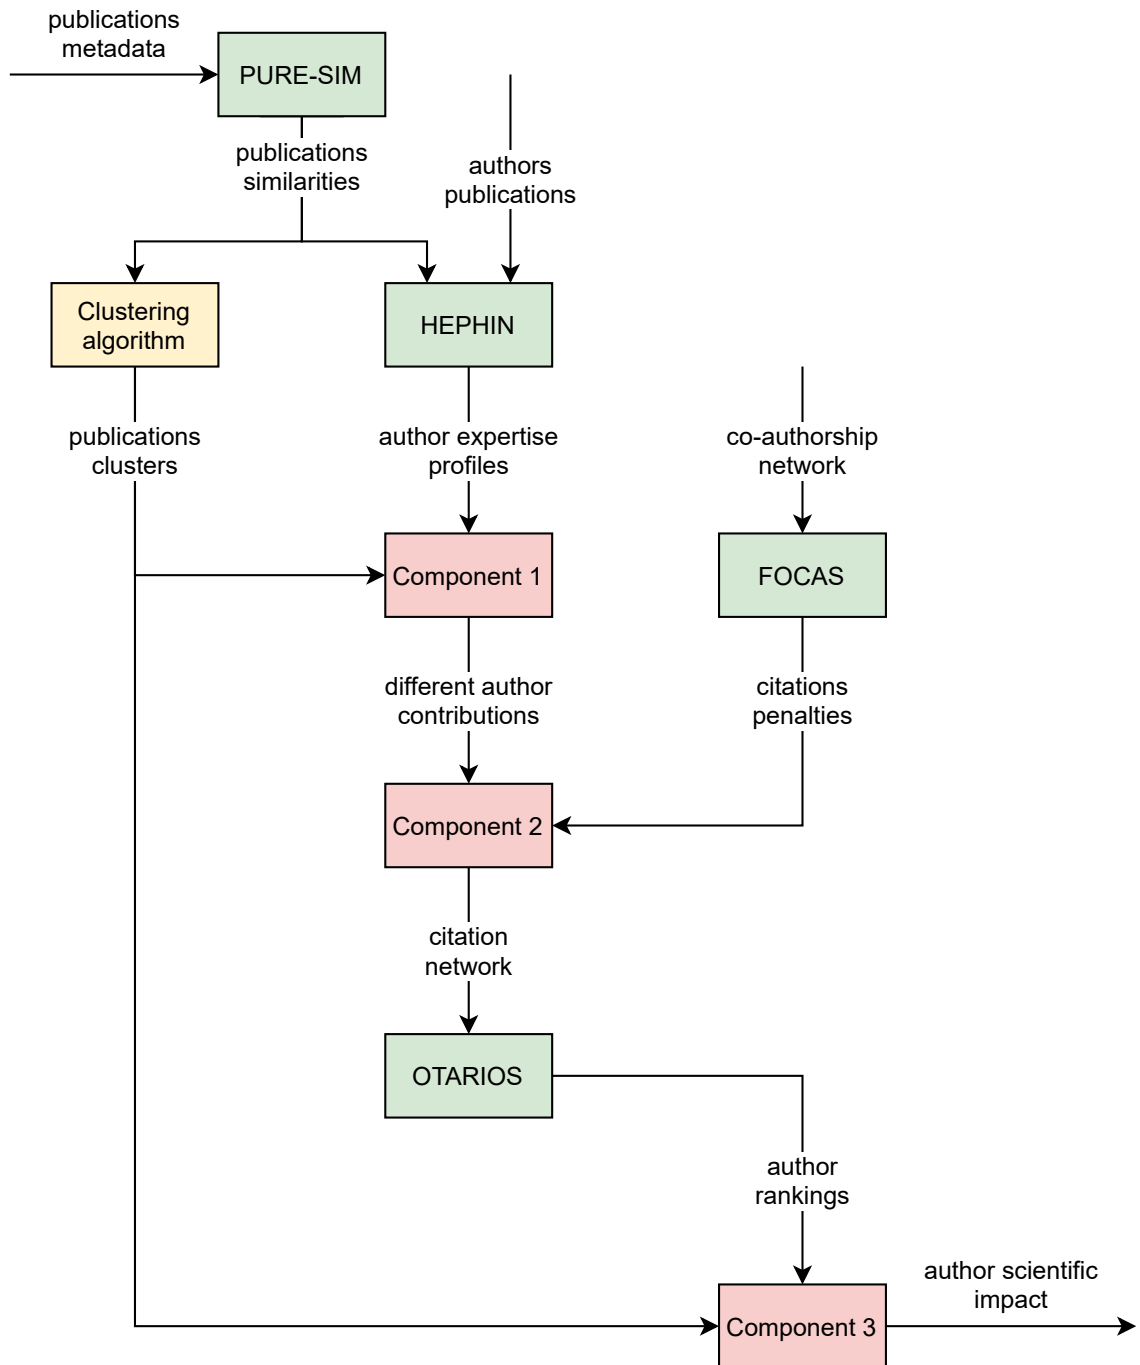 publications
metadata
PURE-SIM
publications
similarities
authors
publications
Clustering
algorithm
HEPHIN
publications
clusters
author expertise
profiles
co-authorship
network
Component 1
FOCAS
different author
contributions
citations
penalties
Component 2
citation
network
OTARIOS
author
rankings
author scientific
impact
Component 3